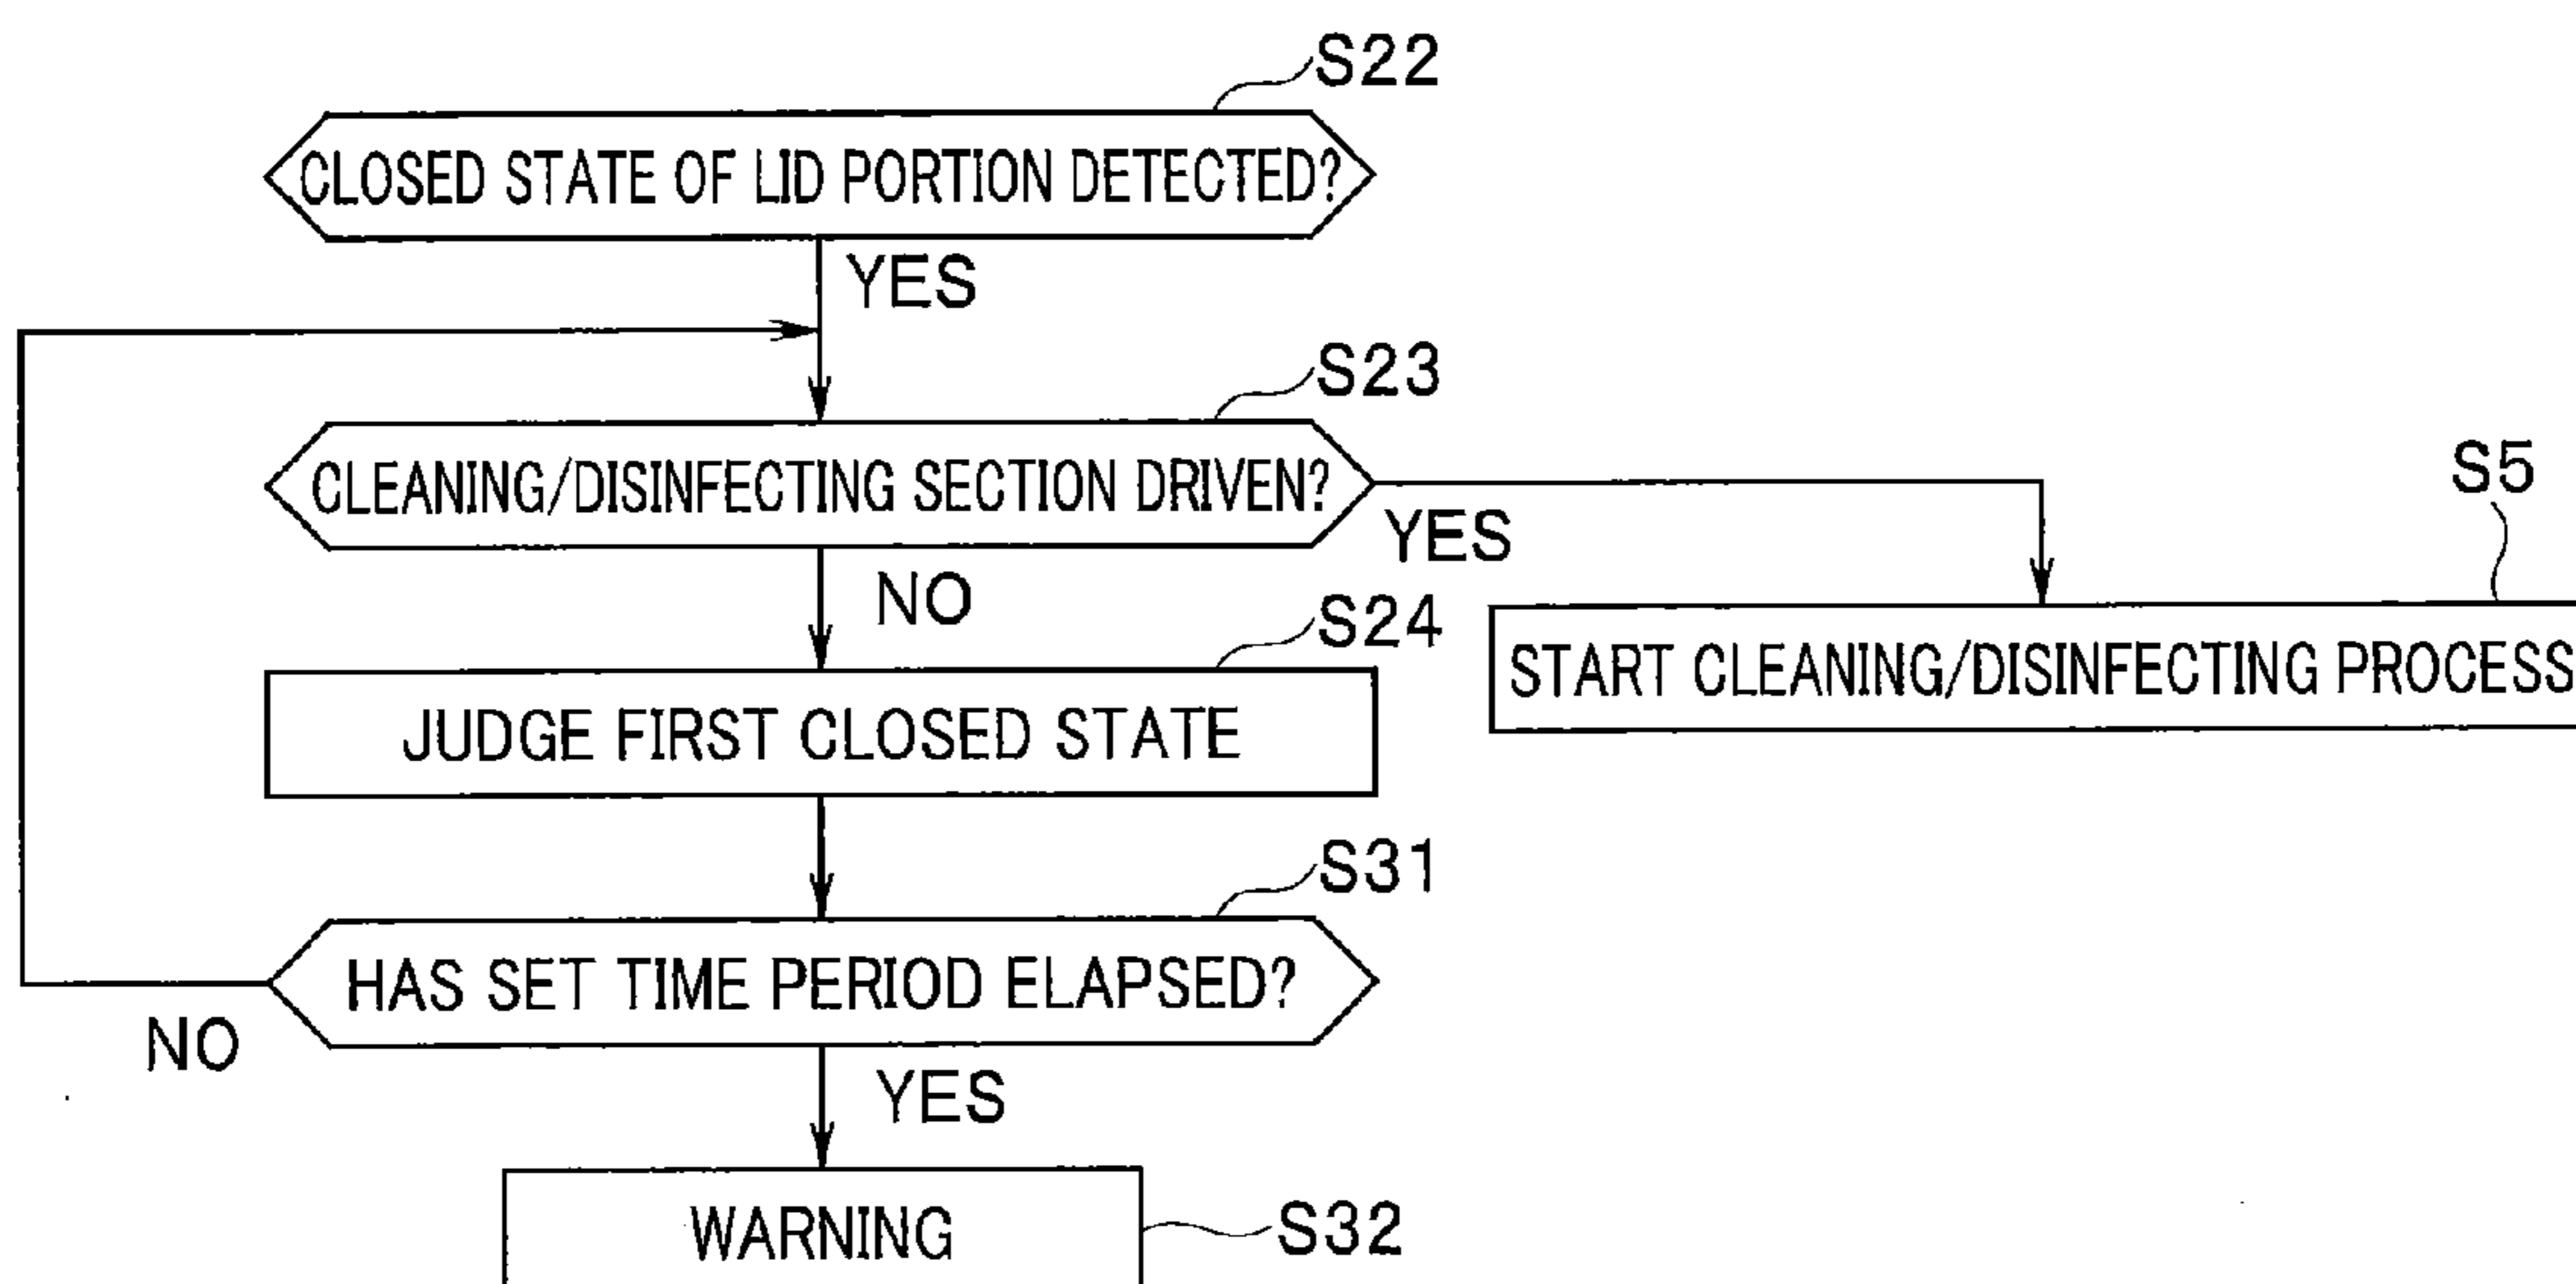 S22
CLOSED STATE OF LID PORTION DETECTED?
YES
S23
CLEANING/DISINFECTING SECTION DRIVEN?
YES
S5
NO
S24
START CLEANING/DISINFECTING PROCESS
JUDGE FIRST CLOSED STATE
S31
HAS SET TIME PERIOD ELAPSED?
NO
YES
WARNING
S32